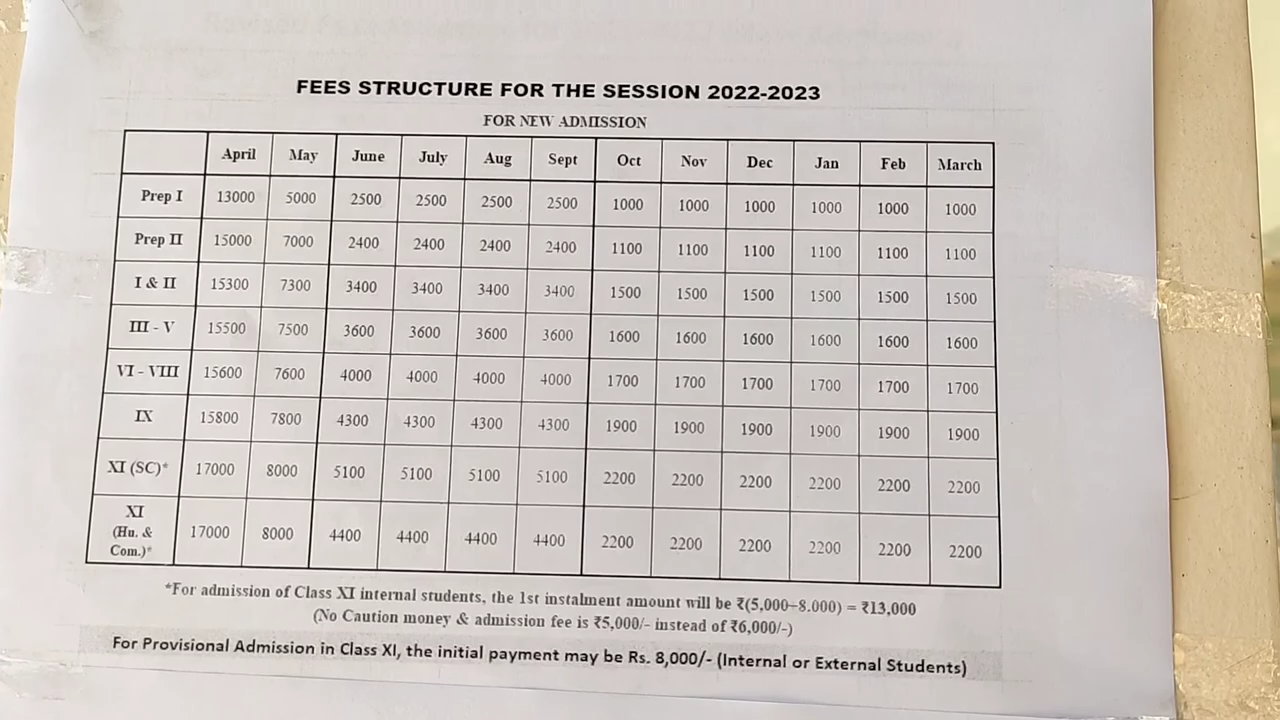 FEES STRUCTURE FOR THE SESSION 2022-2023
FOR NEW ADMISSION
April May June July Aug Sept Oct Nov Dec Jan Feb March
Prep I 13000 5000 2500 2500 2500 2500 1000 1000 1000 1000 1000 1000
Prep II 15000 7000 2400 2400 2400 2400 1100 1100 1100 1100 1100 1100
I & II 15300 7300 3400 3400 3400 3400 1500 1500 1500 1500 1500 1500
III - V 15500 7500 3600 3600 3600 3600 1600 1600 1600 1600 1600 1600
VI - VIII 15600 7600 4000 4000 4000 4000 1700 1700 1700 1700 1700 1700
IX 15800 7800 4300 4300 4300 4300 1900 1900 1900 1900 1900 1900
XI (SC)* 17000 8000 5100 5100 5100 5100 2200 2200 2200 2200 2200 2200
XI
(Hu. &
Com.)* 17000 8000 4400 4400 4400 4400 2200 2200 2200 2200 2200 2200
*For admission of Class XI internal students, the 1st instalment amount will be ₹(5,000+8.000) = ₹13,000
(No Caution money & admission fee is ₹5,000/- instead of ₹6,000/-)
For Provisional Admission in Class XI, the initial payment may be Rs. 8,000/- (Internal or External Students)